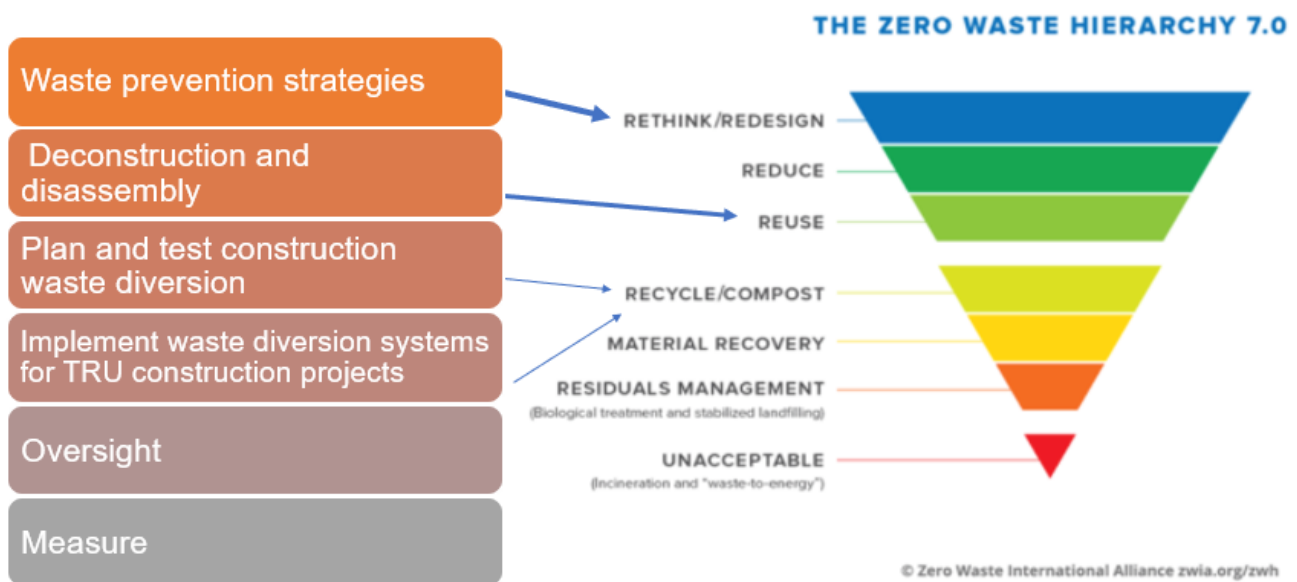 THE ZERO WASTE HIERARCHY 7.0
Waste prevention strategies
Deconstruction and
disassembly
Plan and test construction
waste diversion
Implement waste diversion systems
for TRU construction projects
Oversight
Measure
RETHINK/REDESIGN
REDUCE
REUSE
RECYCLE/COMPOST
MATERIAL RECOVERY
RESIDUALS MANAGEMENT
(Biological treatment and stabilized landfilling)
UNACCEPTABLE
(Incineration and "waste-to-energy")
© Zero Waste International Alliance zwia.org/zwh